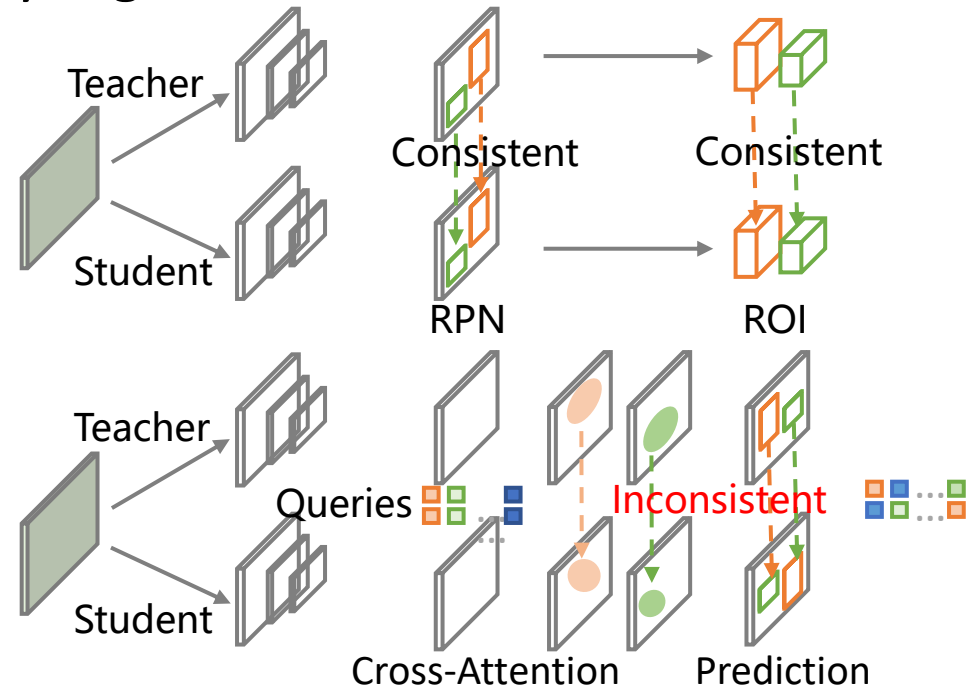 Teacher
Consistent
Consistent
Student
RPN
ROI
Teacher
Queries
Inconsistent
Student
Cross-Attention
Prediction